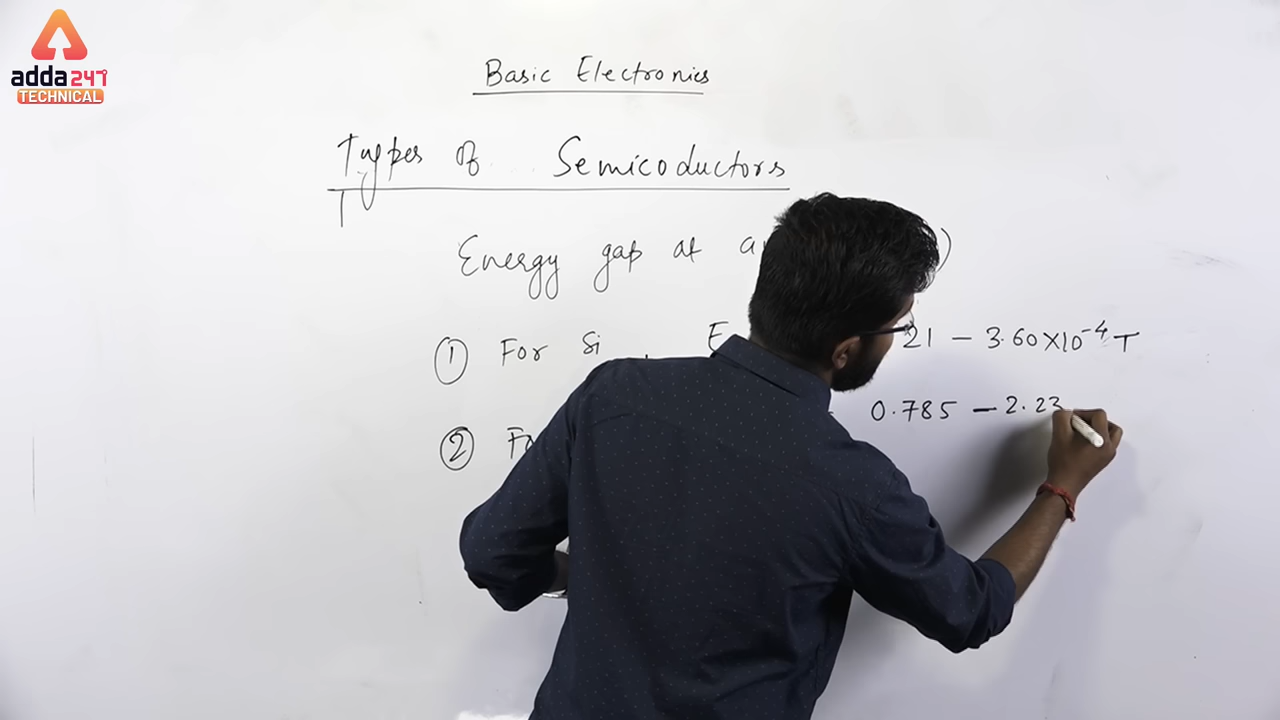 adda247
TECHNICAL
Basic Electronics
Types of Semicoductors
Energy gap at
① For Si 21 - 3.60×10⁻⁴ T
② 0.785 - 2.23